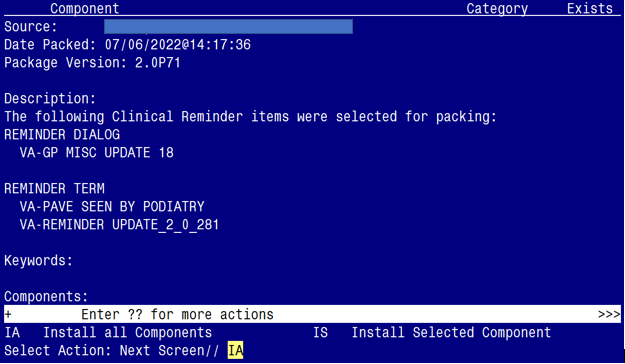 Component Category Exists
Source:
Date Packed: 07/06/2022@14:17:36
Package Version: 2.0P71
Description:
The following Clinical Reminder items were selected for packing:
REMINDER DIALOG
VA-GP MISC UPDATE 18
REMINDER TERM
VA-PAVE SEEN BY PODIATRY
VA-REMINDER UPDATE_2_0_281
Keywords:
Components:
+ Enter ?? for more actions >>>
IA Install all Components IS Install Selected Component
Select Action: Next Screen// IA